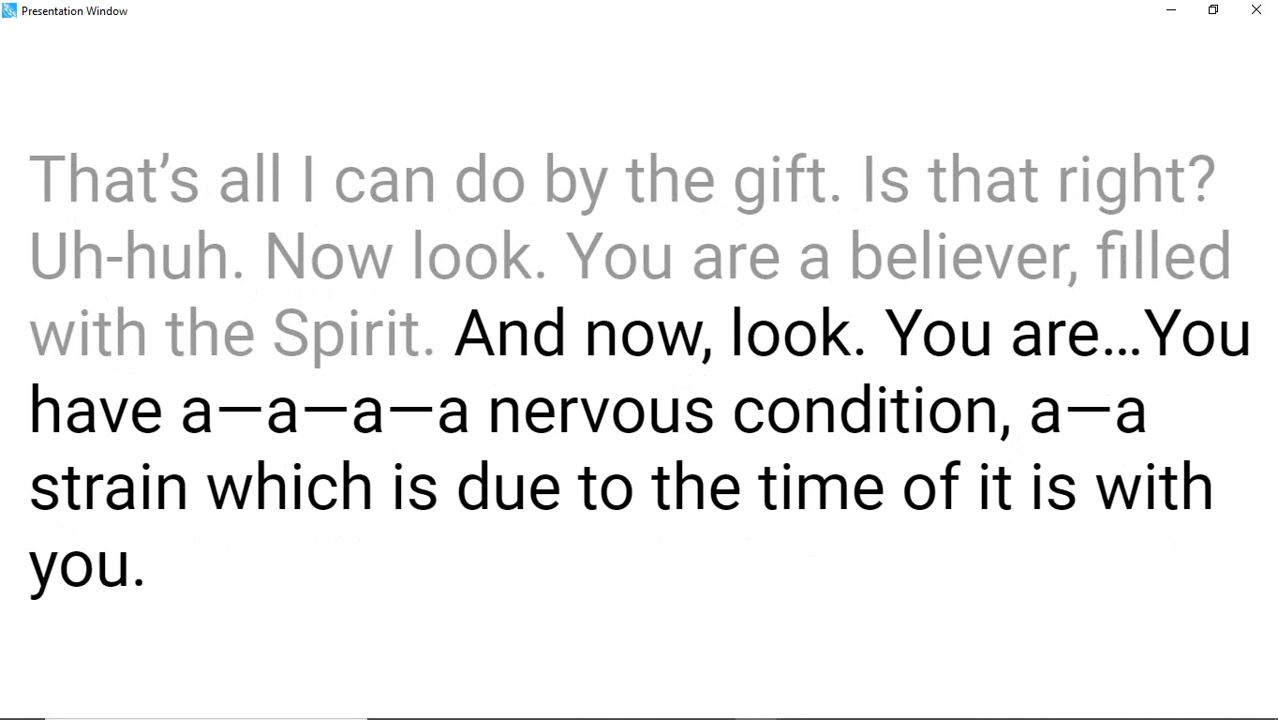 Presentation Window
That’s all I can do by the gift. Is that right?
Uh-huh. Now look. You are a believer, filled
with the Spirit. And now, look. You are…You
have a—a—a—a nervous condition, a—a
strain which is due to the time of it is with
you.